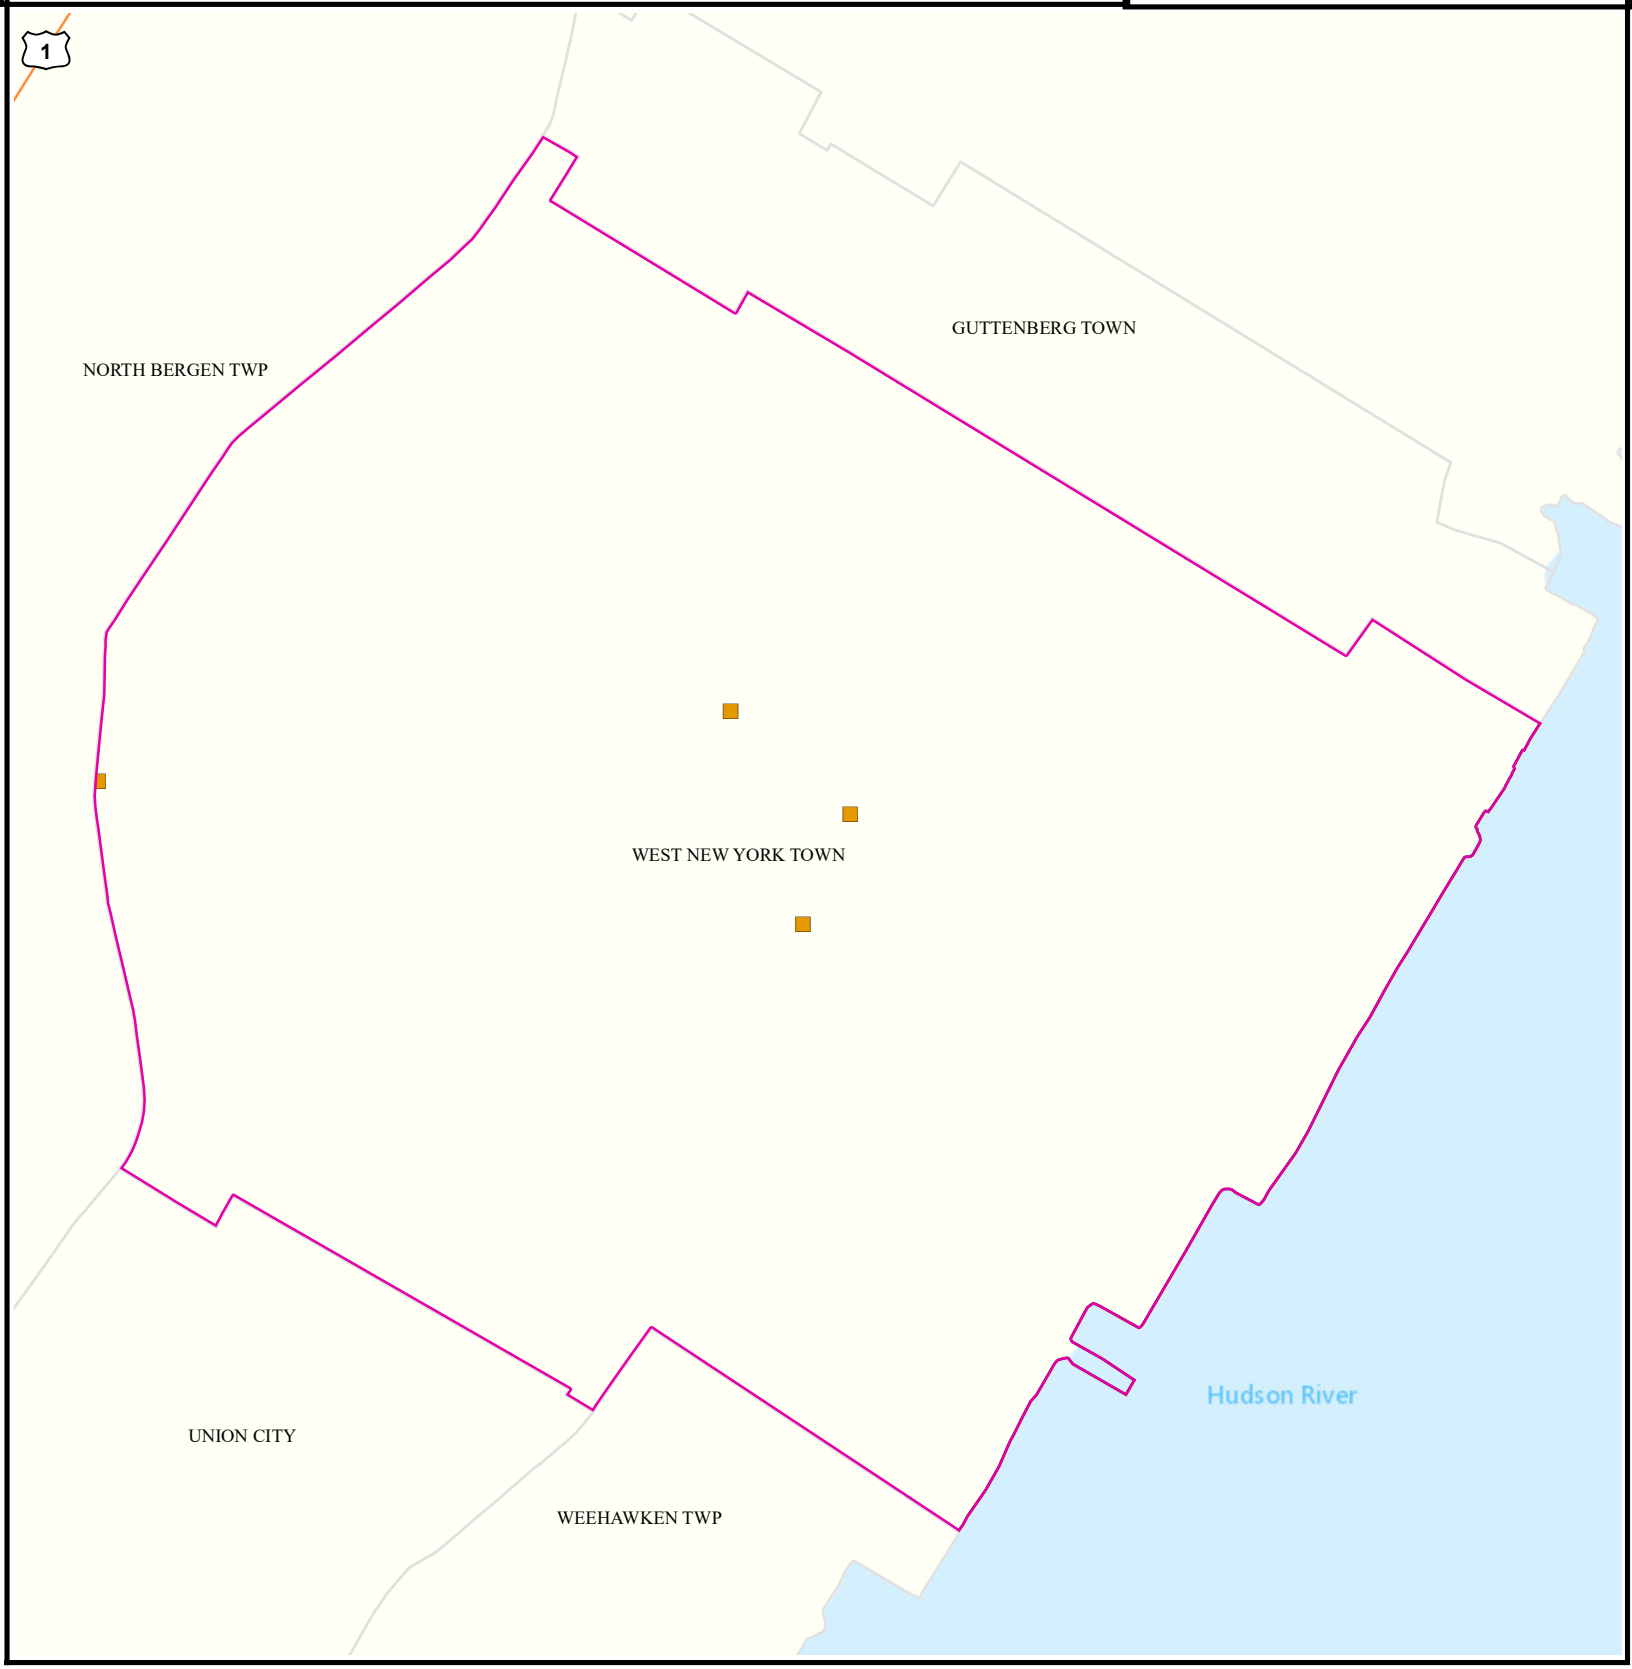 1
GUTTENBERG TOWN
NORTH BERGEN TWP
WEST NEW YORK TOWN
Hudson River
UNION CITY
WEEHAWKEN TWP